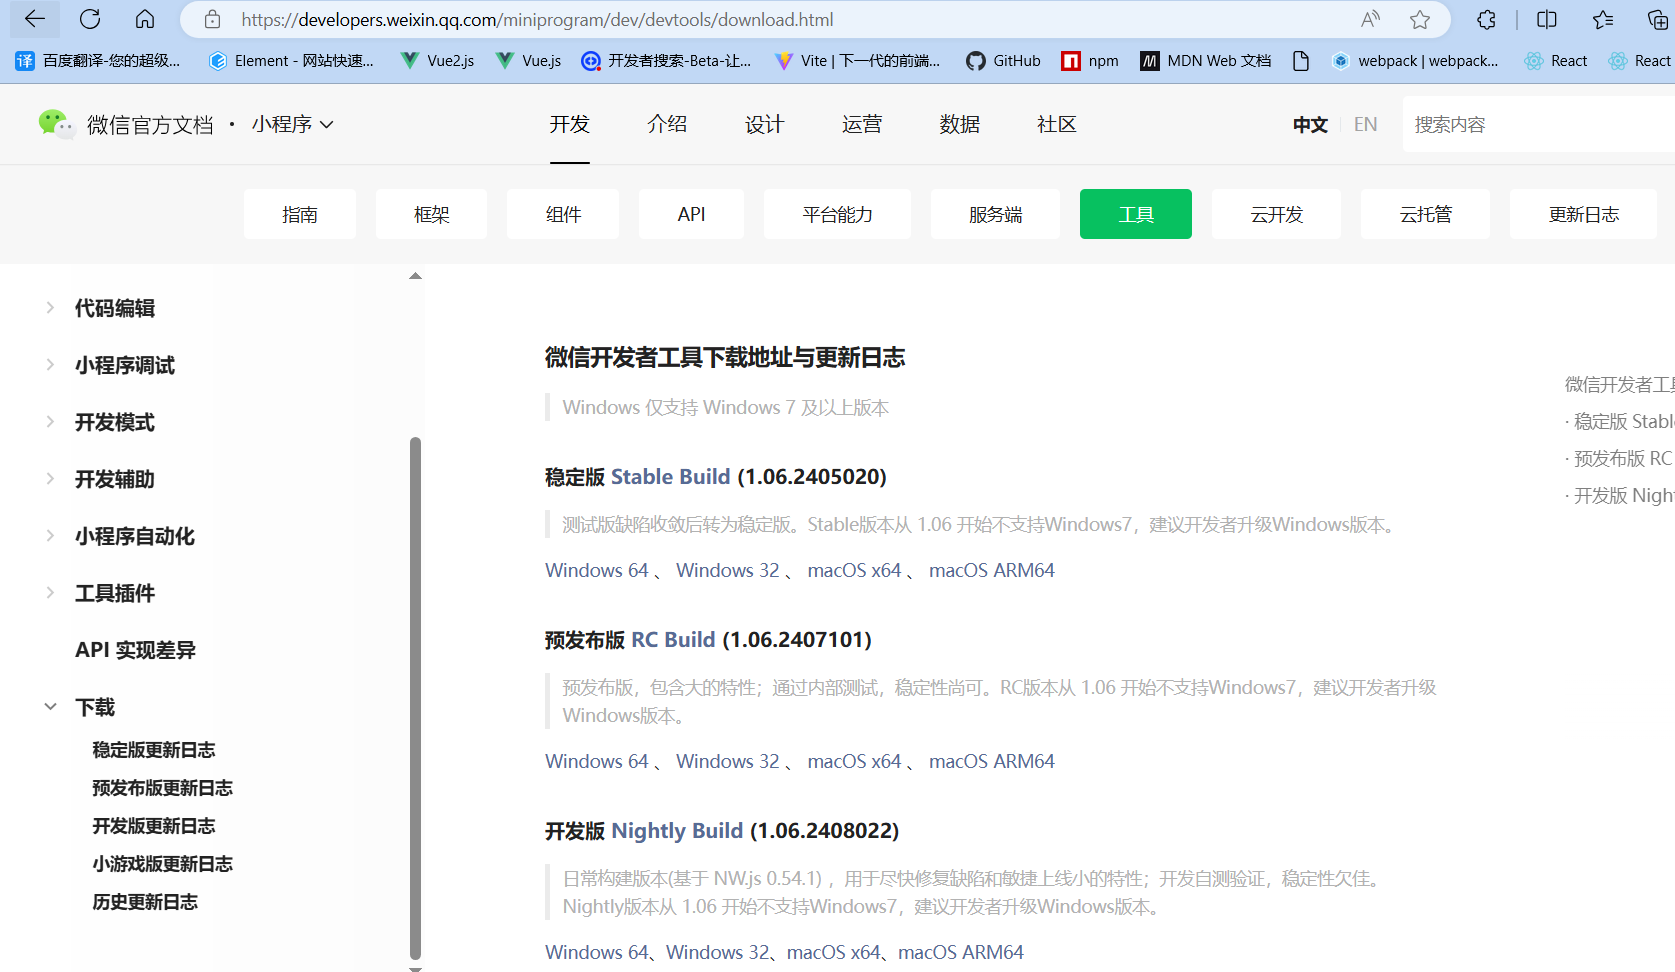 https://developers.weixin.qq.com/miniprogram/dev/devtools/download.html
百度翻译-您的超级...
Element - 网站快速...
Vue2.js
Vue.js
开发者搜索-Beta-让...
Vite | 下一代的前端...
GitHub
npm
MDN Web 文档
webpack | webpack...
React
React
微信官方文档 · 小程序
开发
介绍
设计
运营
数据
社区
中文
EN
搜索内容
指南
框架
组件
API
平台能力
服务端
工具
云开发
云托管
更新日志
代码编辑
小程序调试
开发模式
开发辅助
小程序自动化
工具插件
API 实现差异
下载
稳定版更新日志
预发布版更新日志
开发版更新日志
小游戏版更新日志
历史更新日志
微信开发者工具下载地址与更新日志
Windows 仅支持 Windows 7 及以上版本
稳定版 Stable Build (1.06.2405020)
测试版缺陷收敛后转为稳定版。Stable版本从 1.06 开始不支持Windows7，建议开发者升级Windows版本。
Windows 64 、 Windows 32 、 macOS x64 、 macOS ARM64
预发布版 RC Build (1.06.2407101)
预发布版，包含大的特性；通过内部测试，稳定性尚可。RC版本从 1.06 开始不支持Windows7，建议开发者升级
Windows版本。
Windows 64 、 Windows 32 、 macOS x64 、 macOS ARM64
开发版 Nightly Build (1.06.2408022)
日常构建版本(基于 NW.js 0.54.1) ，用于尽快修复缺陷和敏捷上线小的特性；开发自测验证，稳定性欠佳。
Nightly版本从 1.06 开始不支持Windows7，建议开发者升级Windows版本。
Windows 64、Windows 32、macOS x64、macOS ARM64
微信开发者工
· 稳定版 Stabl
· 预发布版 RC
· 开发版 Nigh